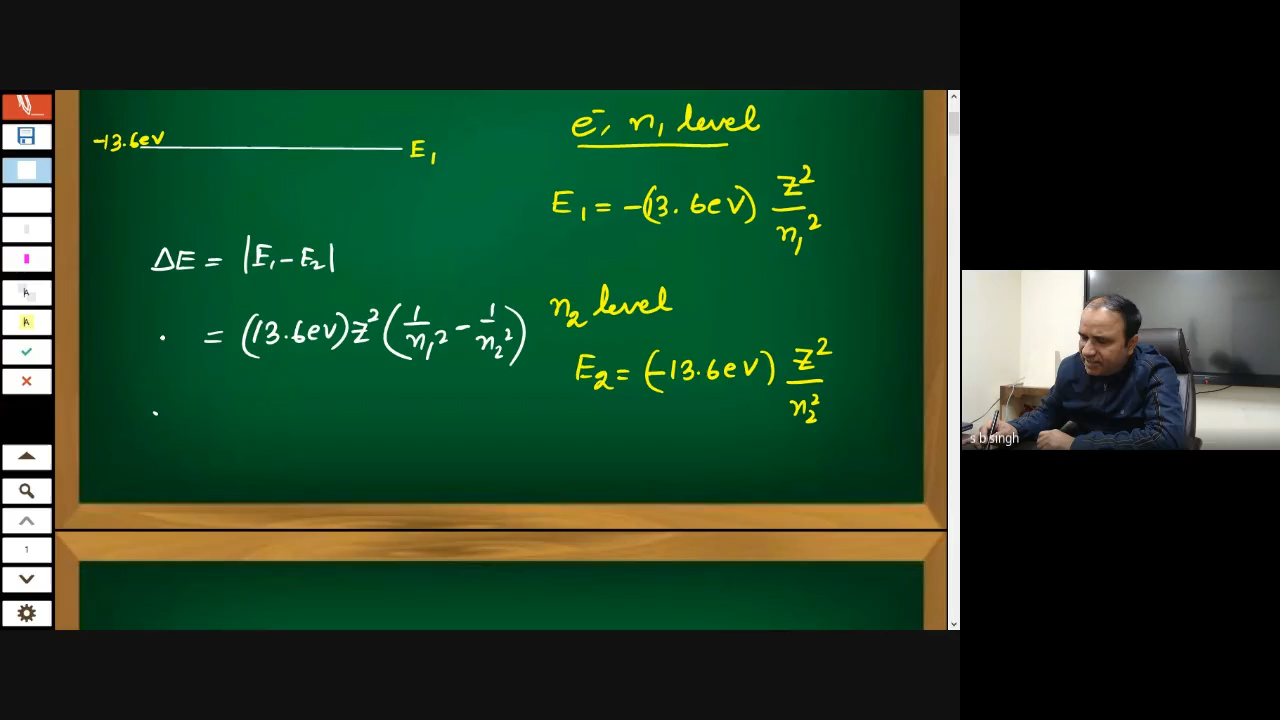 -13.6eV
E₁
e⁻, n₁ level
E₁ = -(13.6eV) Z²/n₁²
ΔE = |E₁ - E₂|
= (13.6eV)Z² (1/n₁² - 1/n₂²)
n₂ level
E₂ = (-13.6eV) Z²/n₂²
s b singh
1